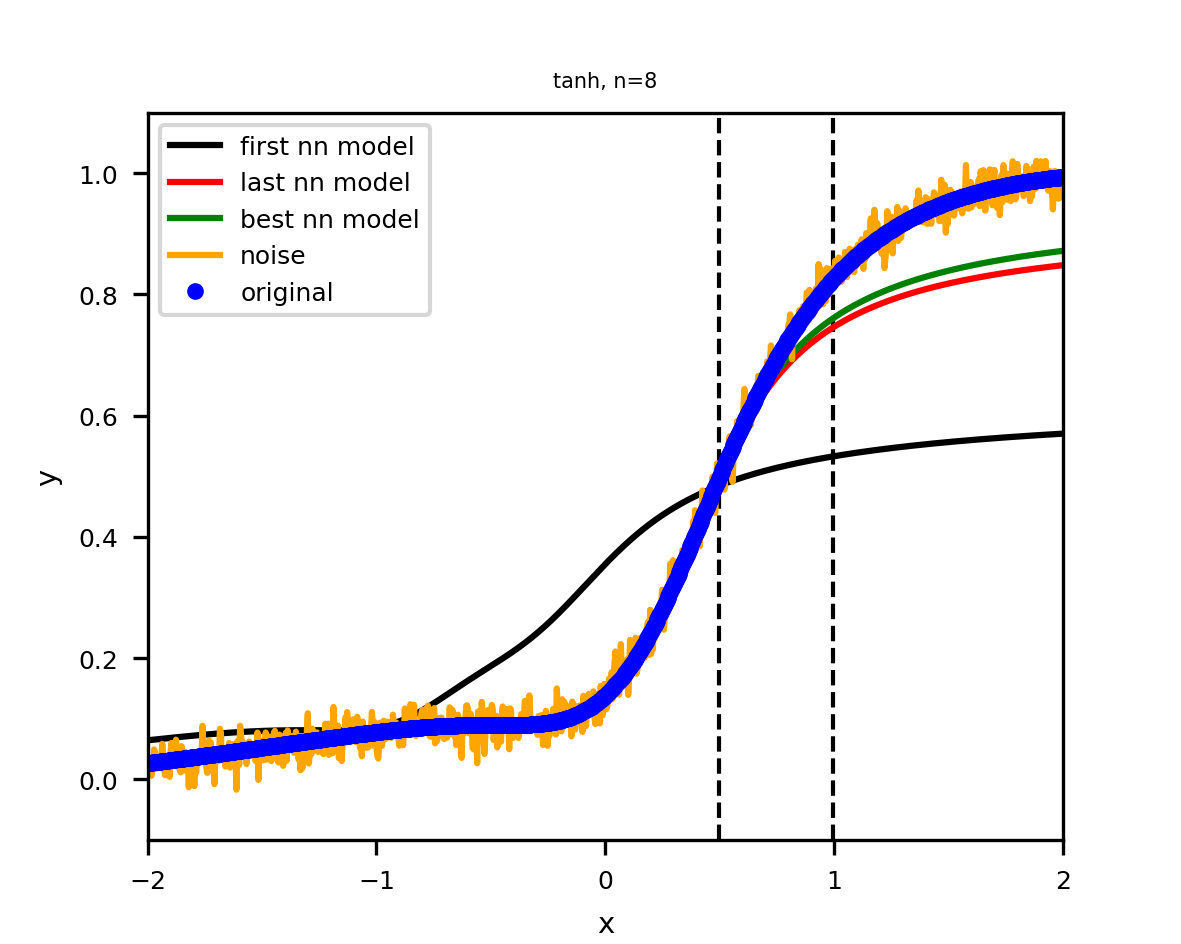 tanh, n=8
first nn model
last nn model
best nn model
noise
original
1.0
0.8
0.6
0.4
0.2
0.0
y
−2 −1 0 1 2
x